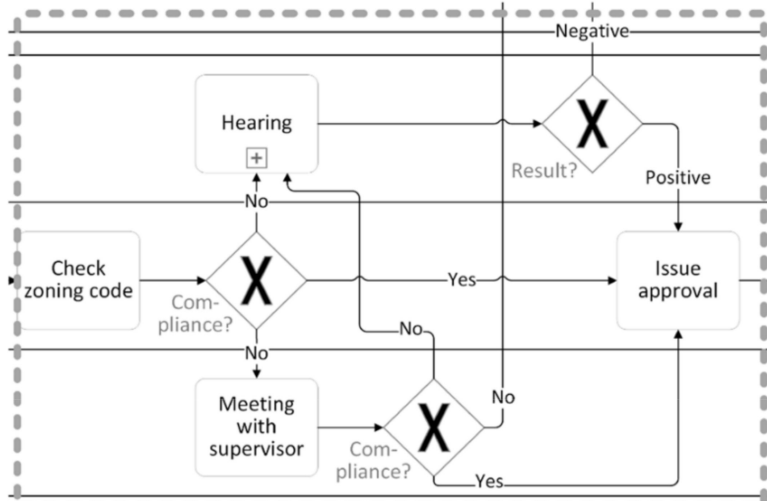 Negative
Hearing
Result?
Positive
No
Check
zoning code
Com-
pliance?
Yes
Issue
approval
No
No
Meeting
with
supervisor
Com-
pliance?
No
Yes